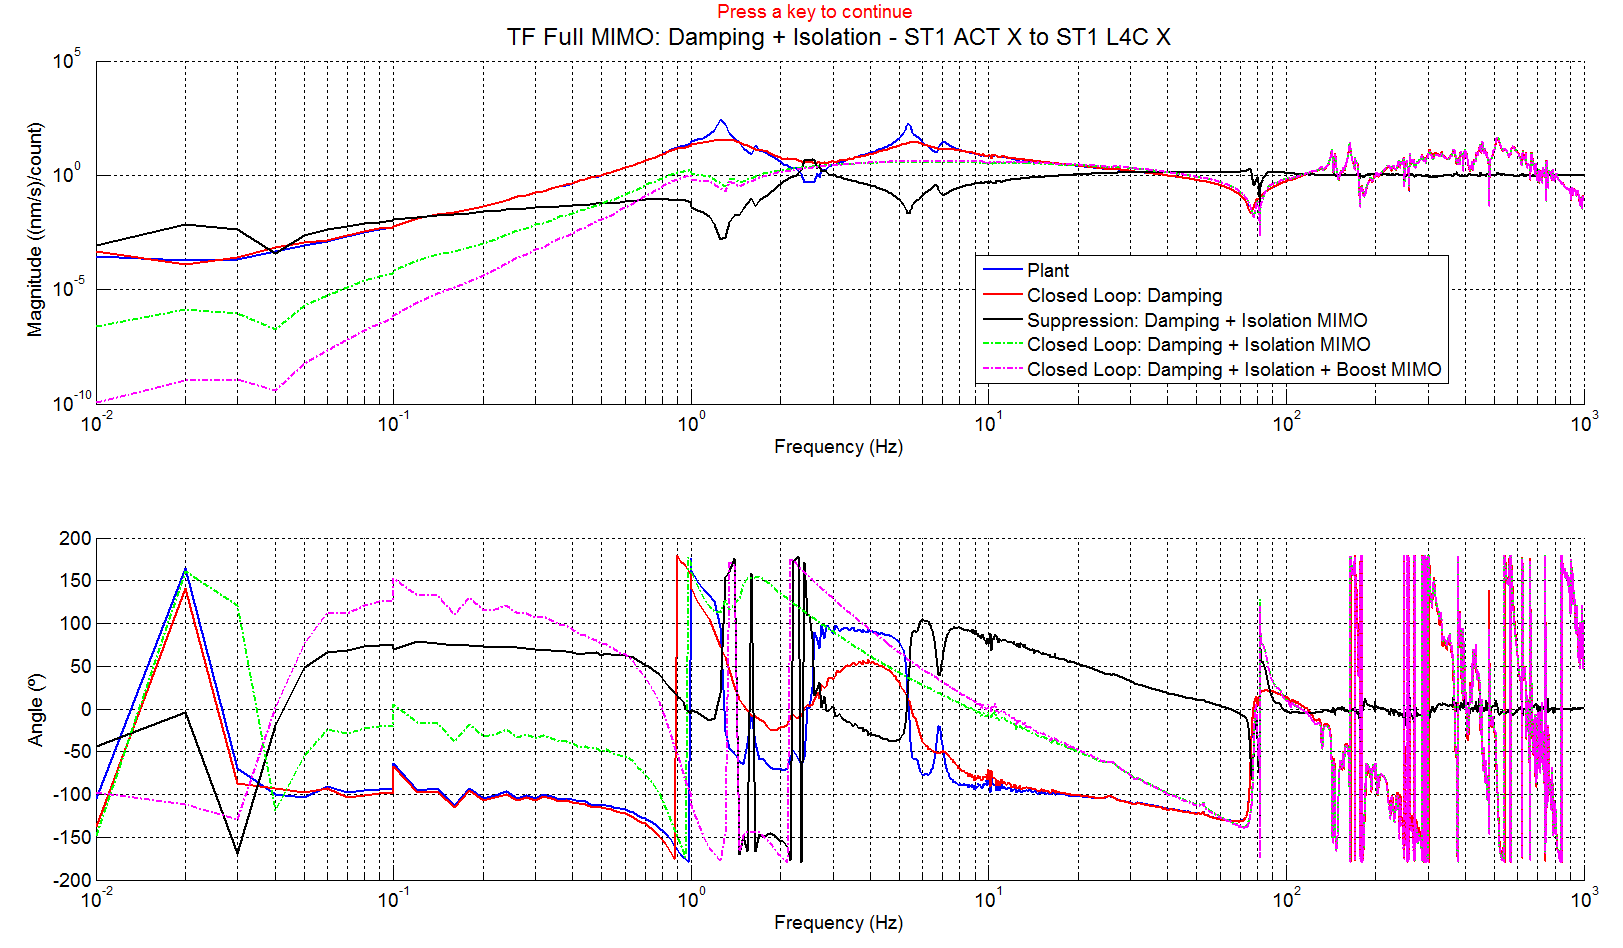 Press a key to continue
TF Full MIMO: Damping + Isolation - ST1 ACT X to ST1 L4C X
Magnitude ((nm/s)/count)
10^5
10^0
10^-5
10^-10
10^-2 10^-1 10^0 10^1 10^2 10^3
Frequency (Hz)
Plant
Closed Loop: Damping
Suppression: Damping + Isolation MIMO
Closed Loop: Damping + Isolation MIMO
Closed Loop: Damping + Isolation + Boost MIMO
Angle (º)
200
150
100
50
0
-50
-100
-150
-200
10^-2 10^-1 10^0 10^1 10^2 10^3
Frequency (Hz)